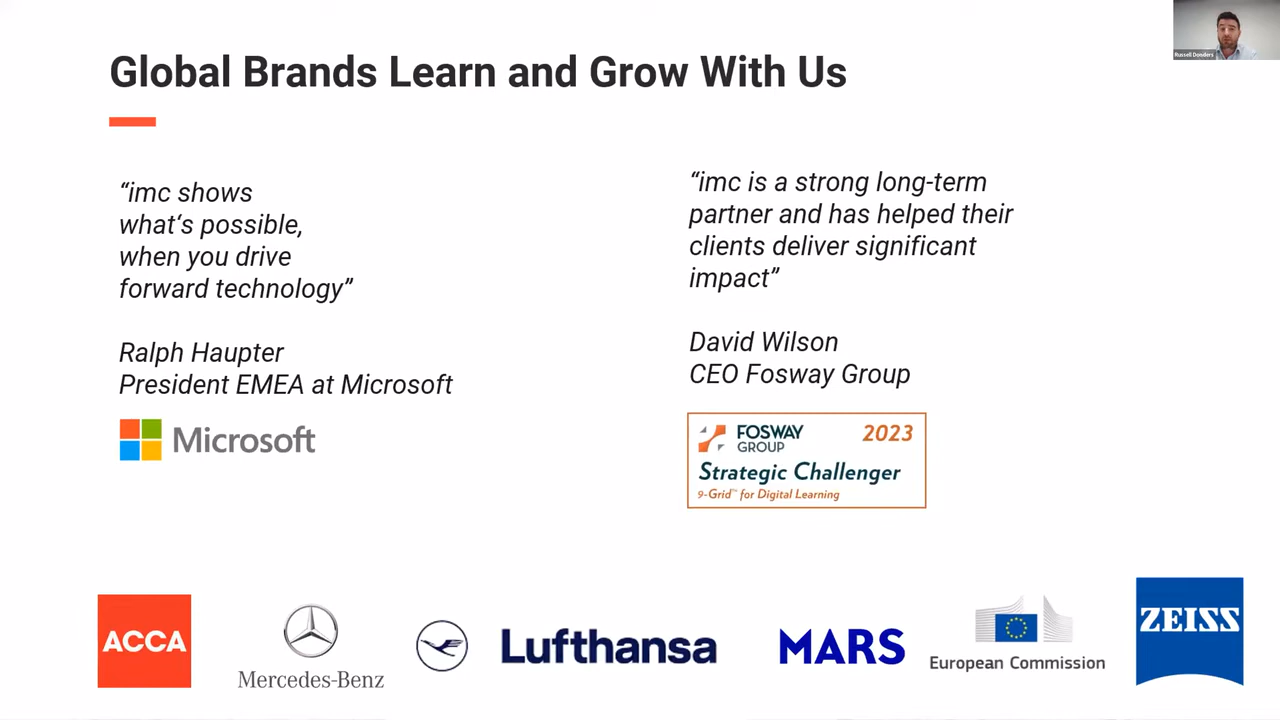 Russell Donders
Global Brands Learn and Grow With Us
“imc shows
what‘s possible,
when you drive
forward technology”
Ralph Haupter
President EMEA at Microsoft
Microsoft
“imc is a strong long-term
partner and has helped their
clients deliver significant
impact”
David Wilson
CEO Fosway Group
FOSWAY
GROUP
2023
Strategic Challenger
9-Grid™ for Digital Learning
ACCA
Mercedes-Benz
Lufthansa
MARS
European Commission
ZEISS